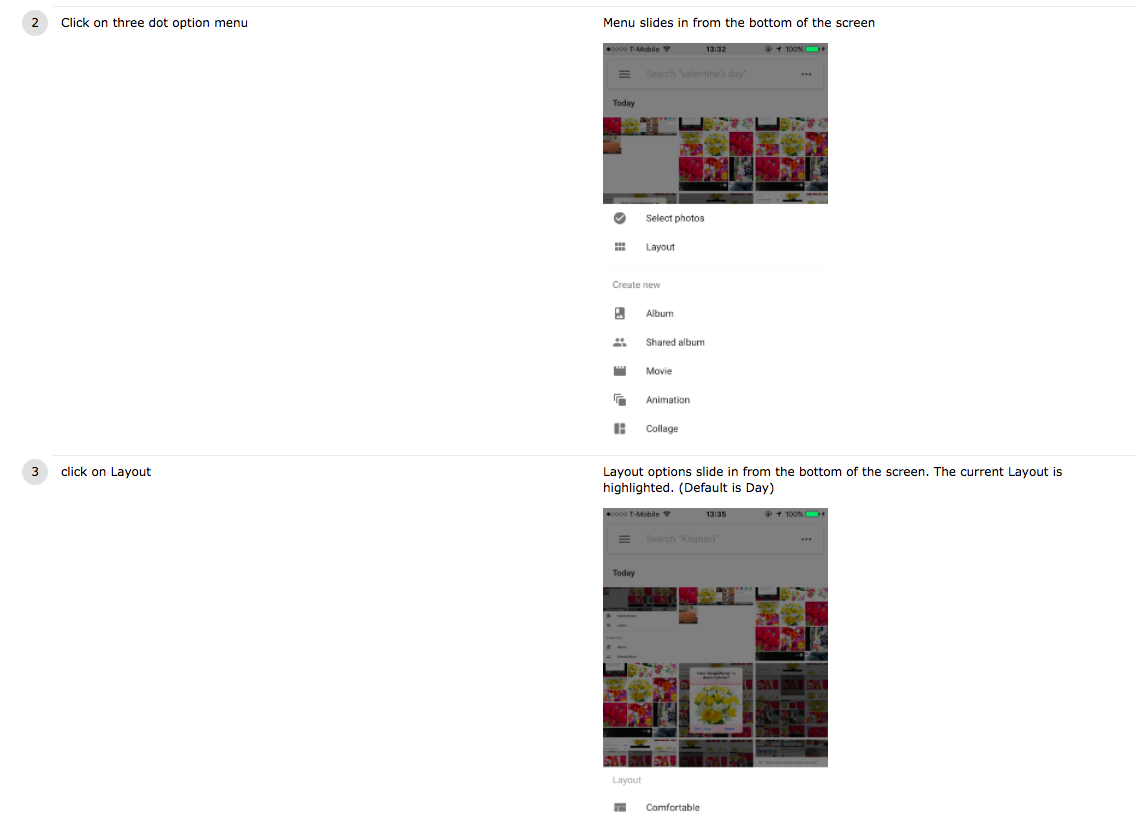 2 Click on three dot option menu
Menu slides in from the bottom of the screen
T-Mobile 13:32 100%
Search "valentine's day"
Today
Select photos
Layout
Create new
Album
Shared album
Movie
Animation
Collage
3 click on Layout
Layout options slide in from the bottom of the screen. The current Layout is
highlighted. (Default is Day)
T-Mobile 13:35 100%
Today
Layout
Comfortable